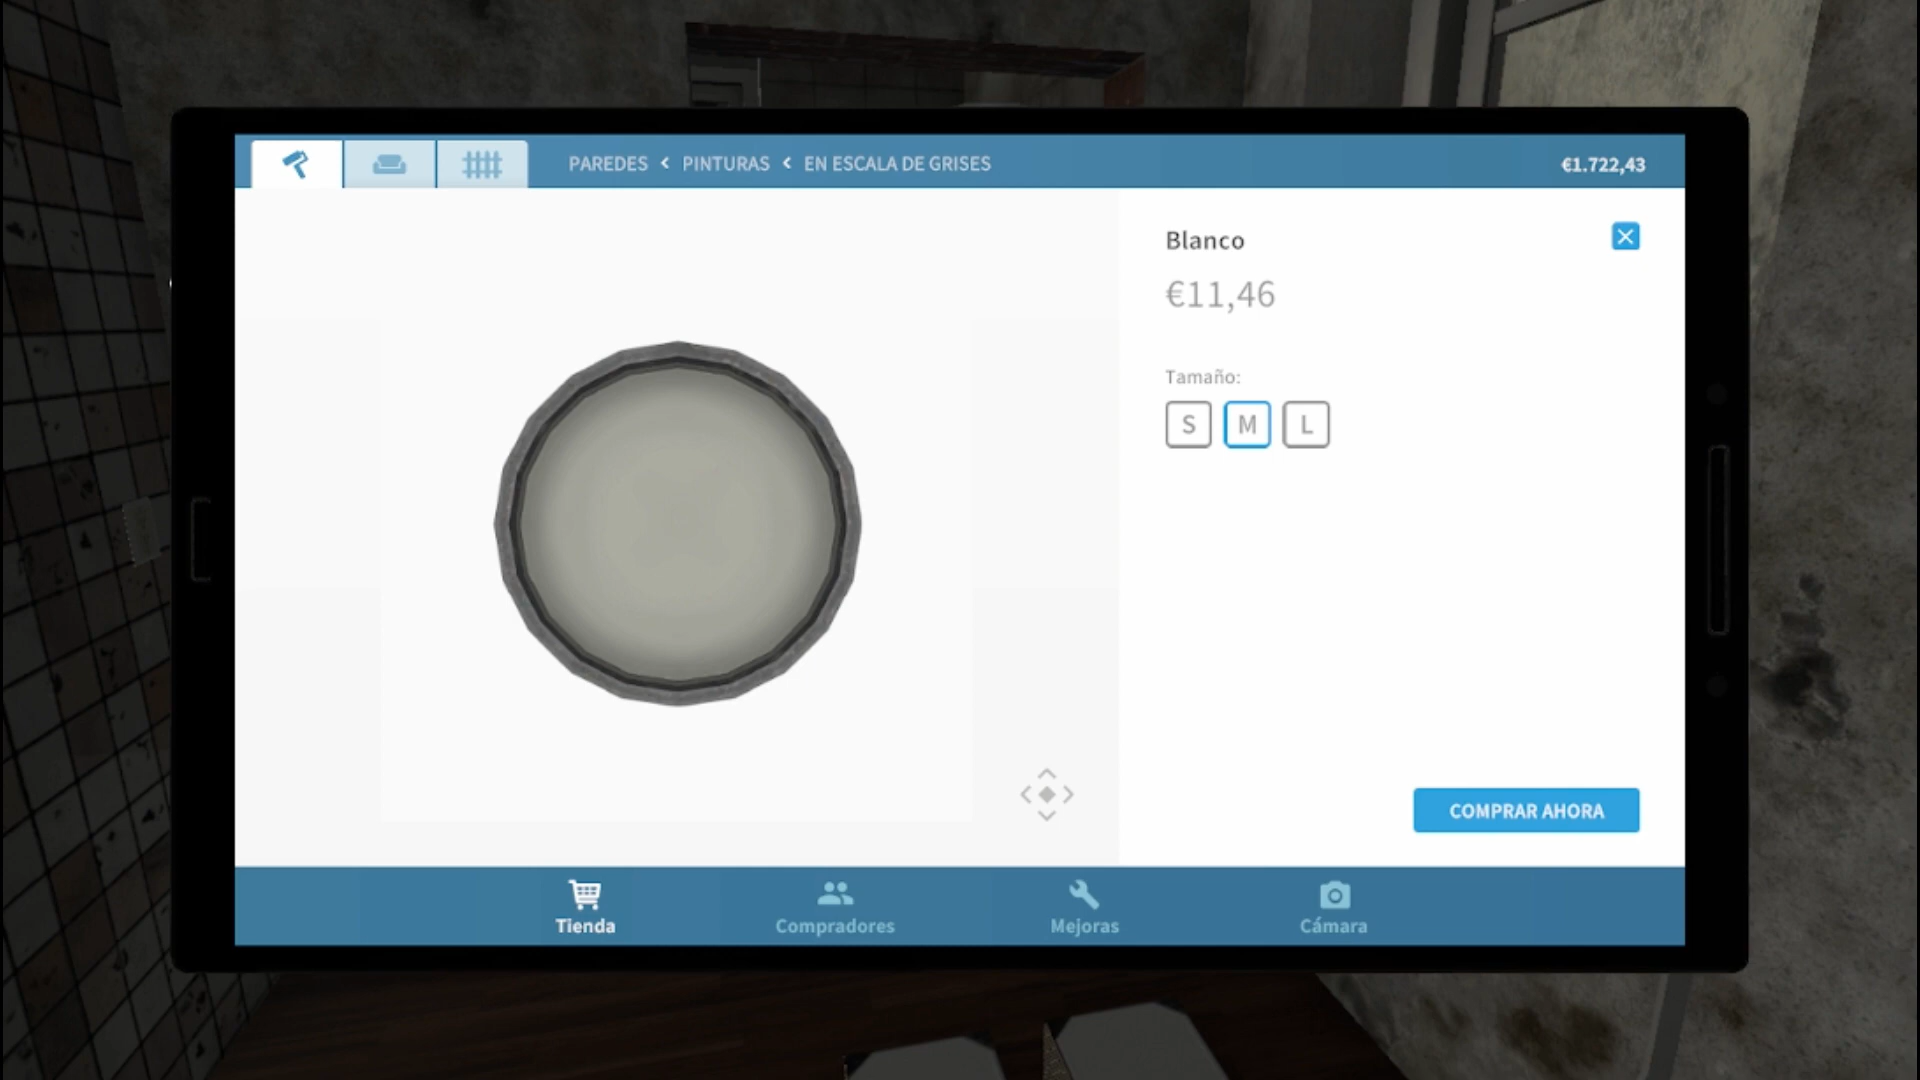 PAREDES < PINTURAS < EN ESCALA DE GRISES
€1.722,43
Blanco
€11,46
Tamaño:
S M L
COMPRAR AHORA
Tienda
Compradores
Mejoras
Cámara